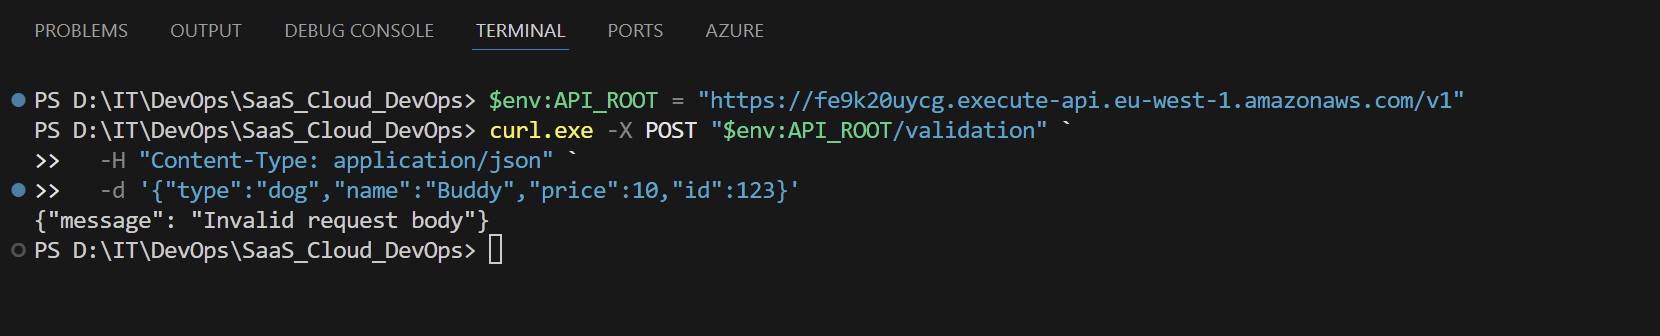 PROBLEMS OUTPUT DEBUG CONSOLE TERMINAL PORTS AZURE
PS D:\IT\DevOps\SaaS_Cloud_DevOps> $env:API_ROOT = "https://fe9k20uycg.execute-api.eu-west-1.amazonaws.com/v1"
PS D:\IT\DevOps\SaaS_Cloud_DevOps> curl.exe -X POST "$env:API_ROOT/validation" `
>>   -H "Content-Type: application/json" `
>>   -d '{"type":"dog","name":"Buddy","price":10,"id":123}'
{"message": "Invalid request body"}
PS D:\IT\DevOps\SaaS_Cloud_DevOps>